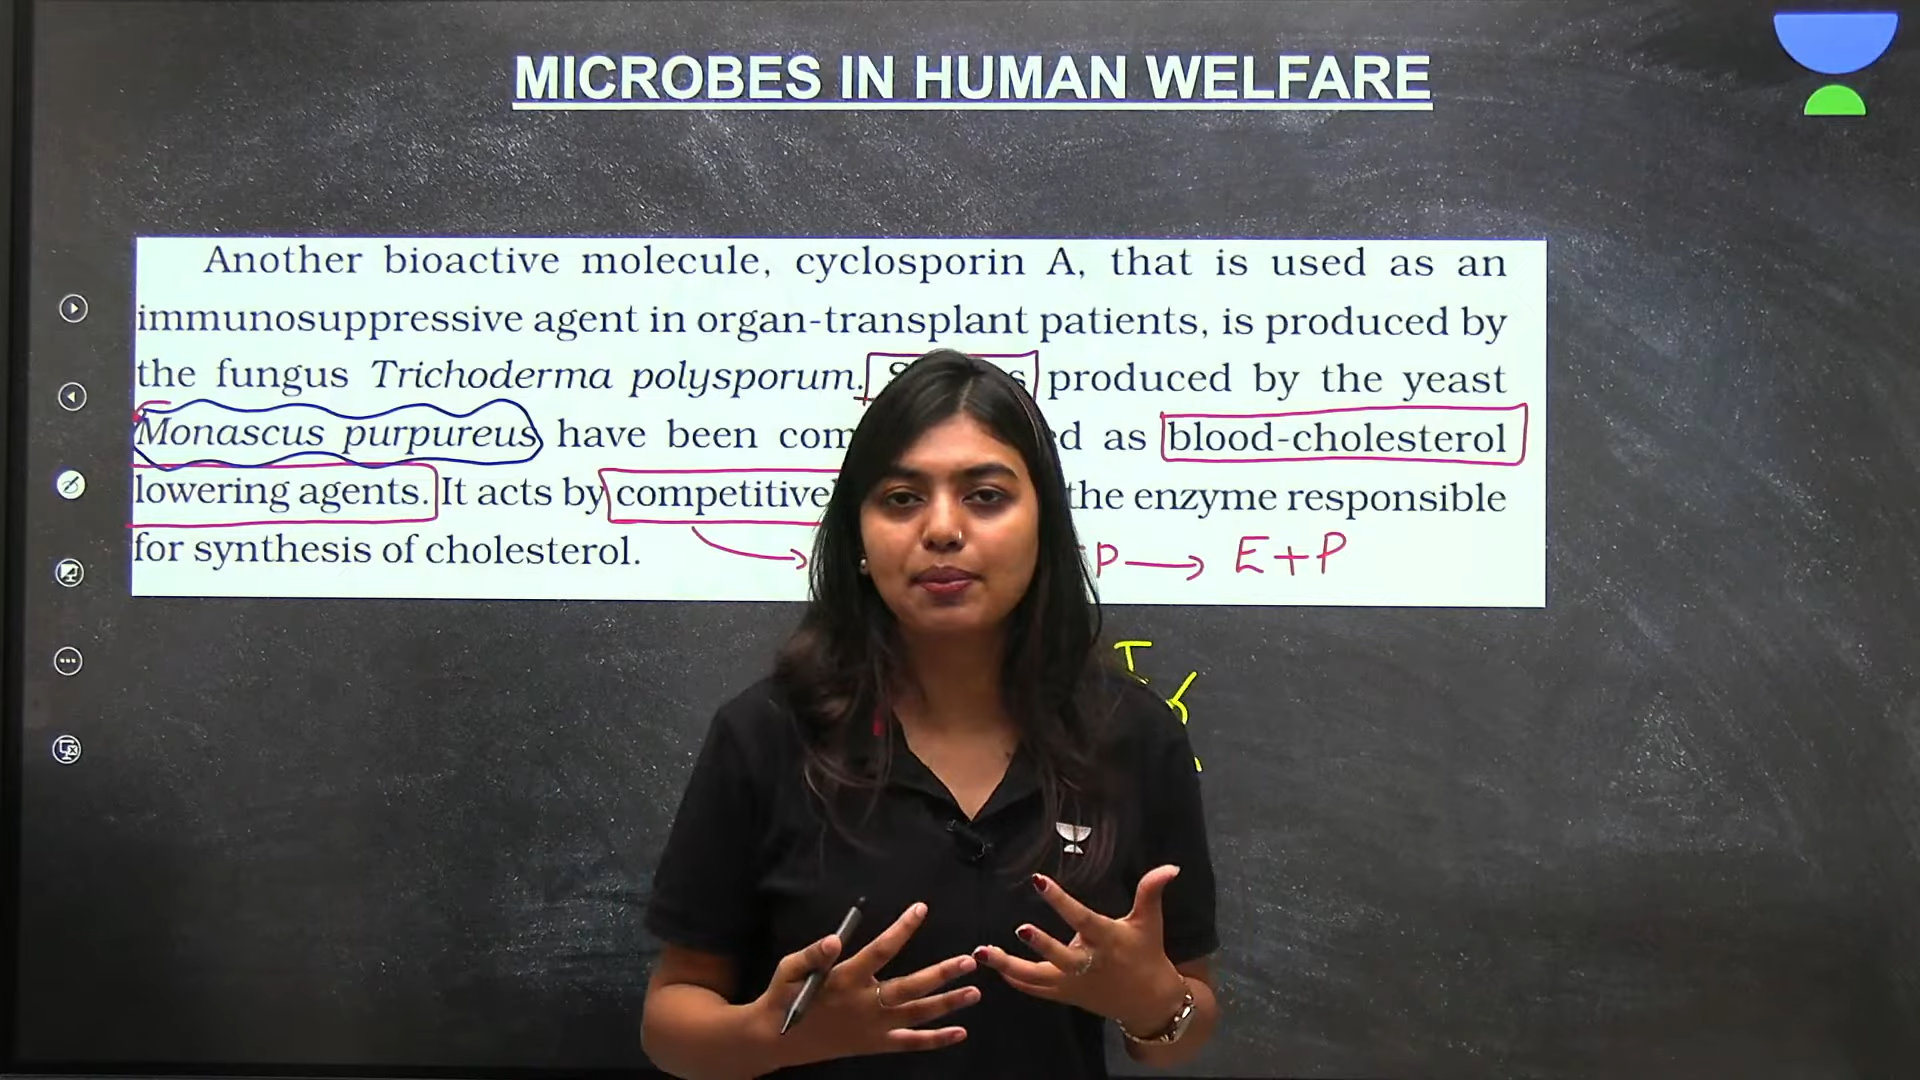 MICROBES IN HUMAN WELFARE
Another bioactive molecule, cyclosporin A, that is used as an
immunosuppressive agent in organ-transplant patients, is produced by
the fungus Trichoderma polysporum. produced by the yeast
Monascus purpureus have been as blood-cholesterol
lowering agents. It acts by the enzyme responsible
for synthesis of cholesterol.
P → E+P
I